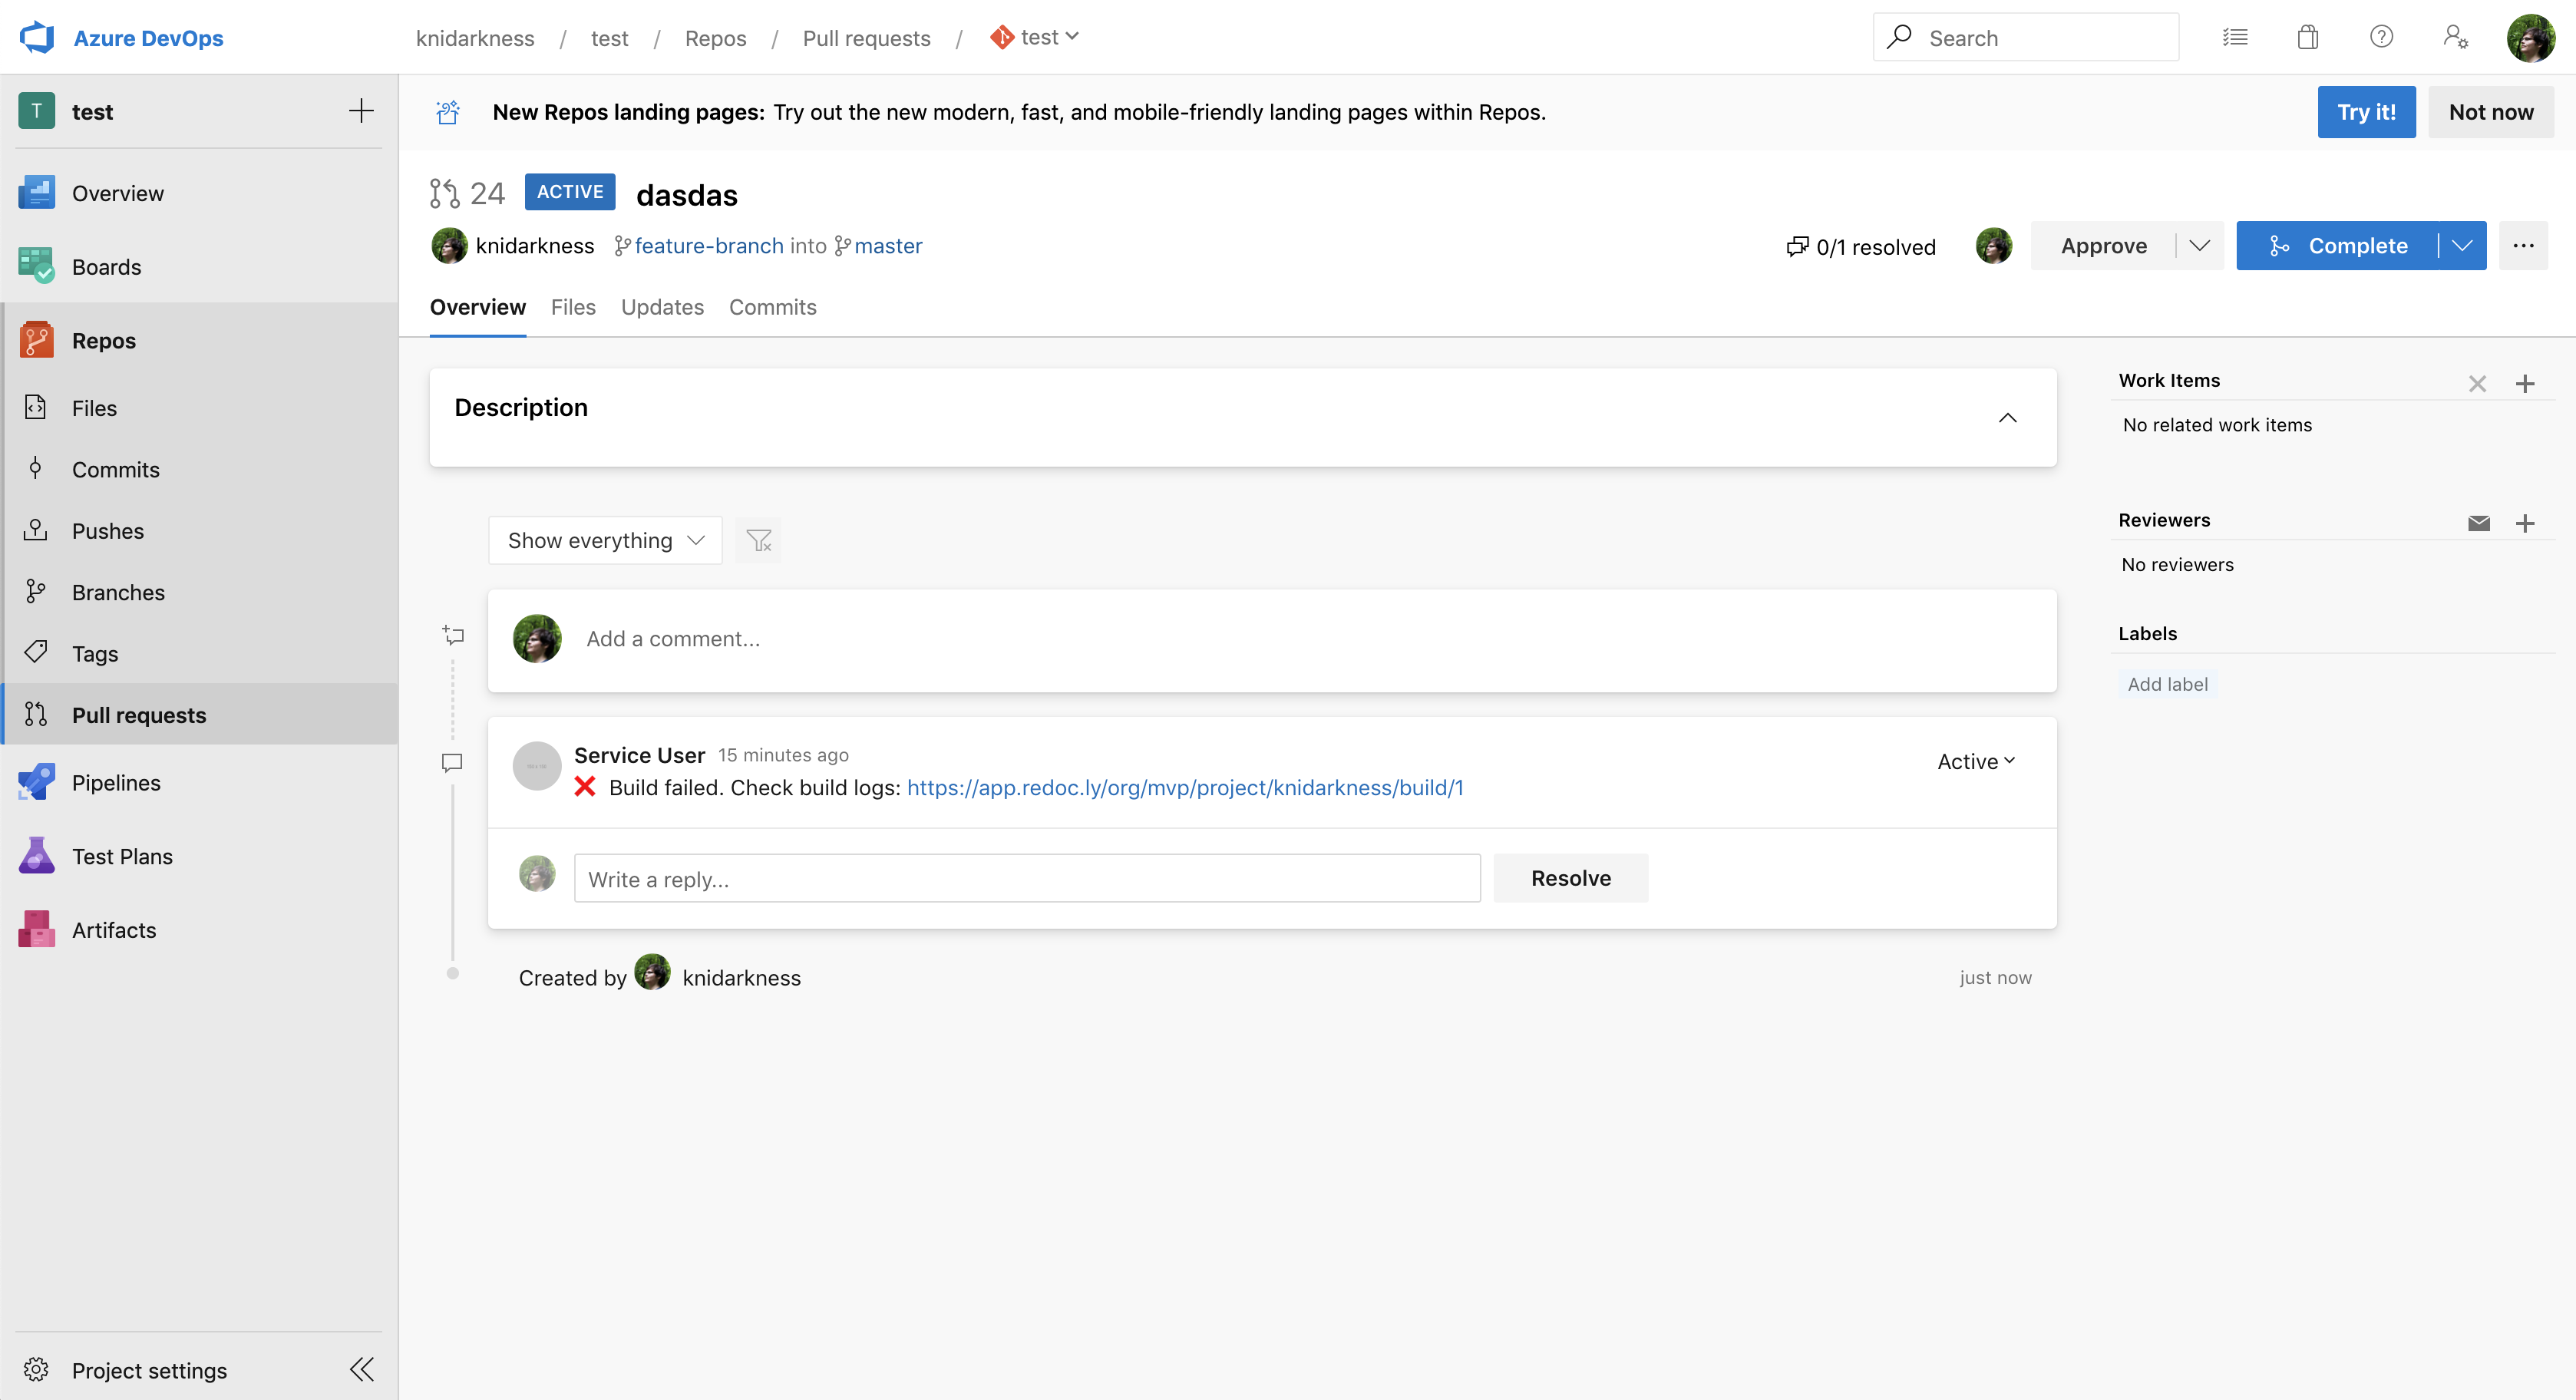 Azure DevOps
knidarkness / test / Repos / Pull requests / test
Search
T test
New Repos landing pages: Try out the new modern, fast, and mobile-friendly landing pages within Repos.
Try it!
Not now
Overview
Boards
Repos
Files
Commits
Pushes
Branches
Tags
Pull requests
Pipelines
Test Plans
Artifacts
Project settings
24 ACTIVE dasdas
knidarkness feature-branch into master
0/1 resolved
Approve
Complete
Overview Files Updates Commits
Description
Show everything
Add a comment...
Service User 15 minutes ago
Active
❌ Build failed. Check build logs: https://app.redoc.ly/org/mvp/project/knidarkness/build/1
Write a reply...
Resolve
Created by knidarkness
just now
Work Items
No related work items
Reviewers
No reviewers
Labels
Add label